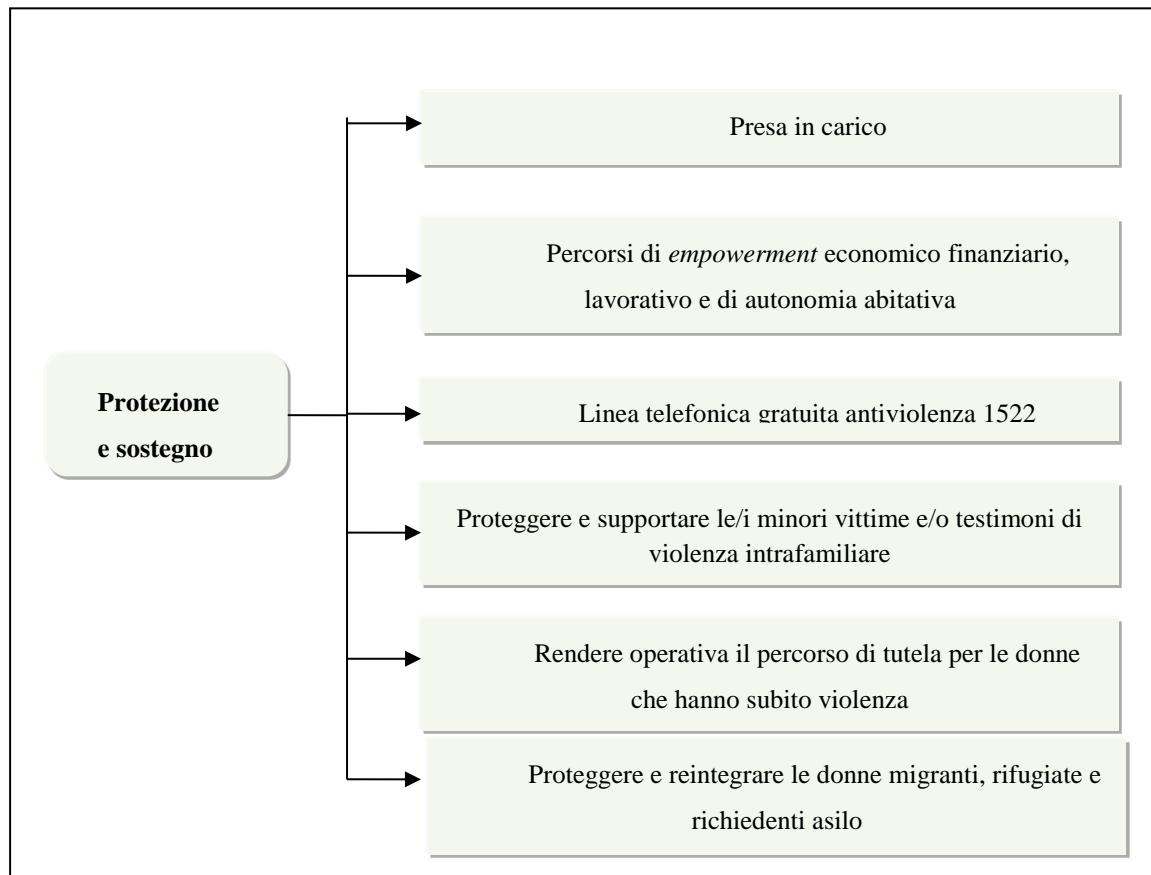 Presa in carico
Percorsi di empowerment economico finanziario,
lavorativo e di autonomia abitativa
Protezione
e sostegno
Linea telefonica gratuita antiviolenza 1522
Proteggere e supportare le/i minori vittime e/o testimoni di
violenza intrafamiliare
Rendere operativa il percorso di tutela per le donne
che hanno subito violenza
Proteggere e reintegrare le donne migranti, rifugiate e
richiedenti asilo